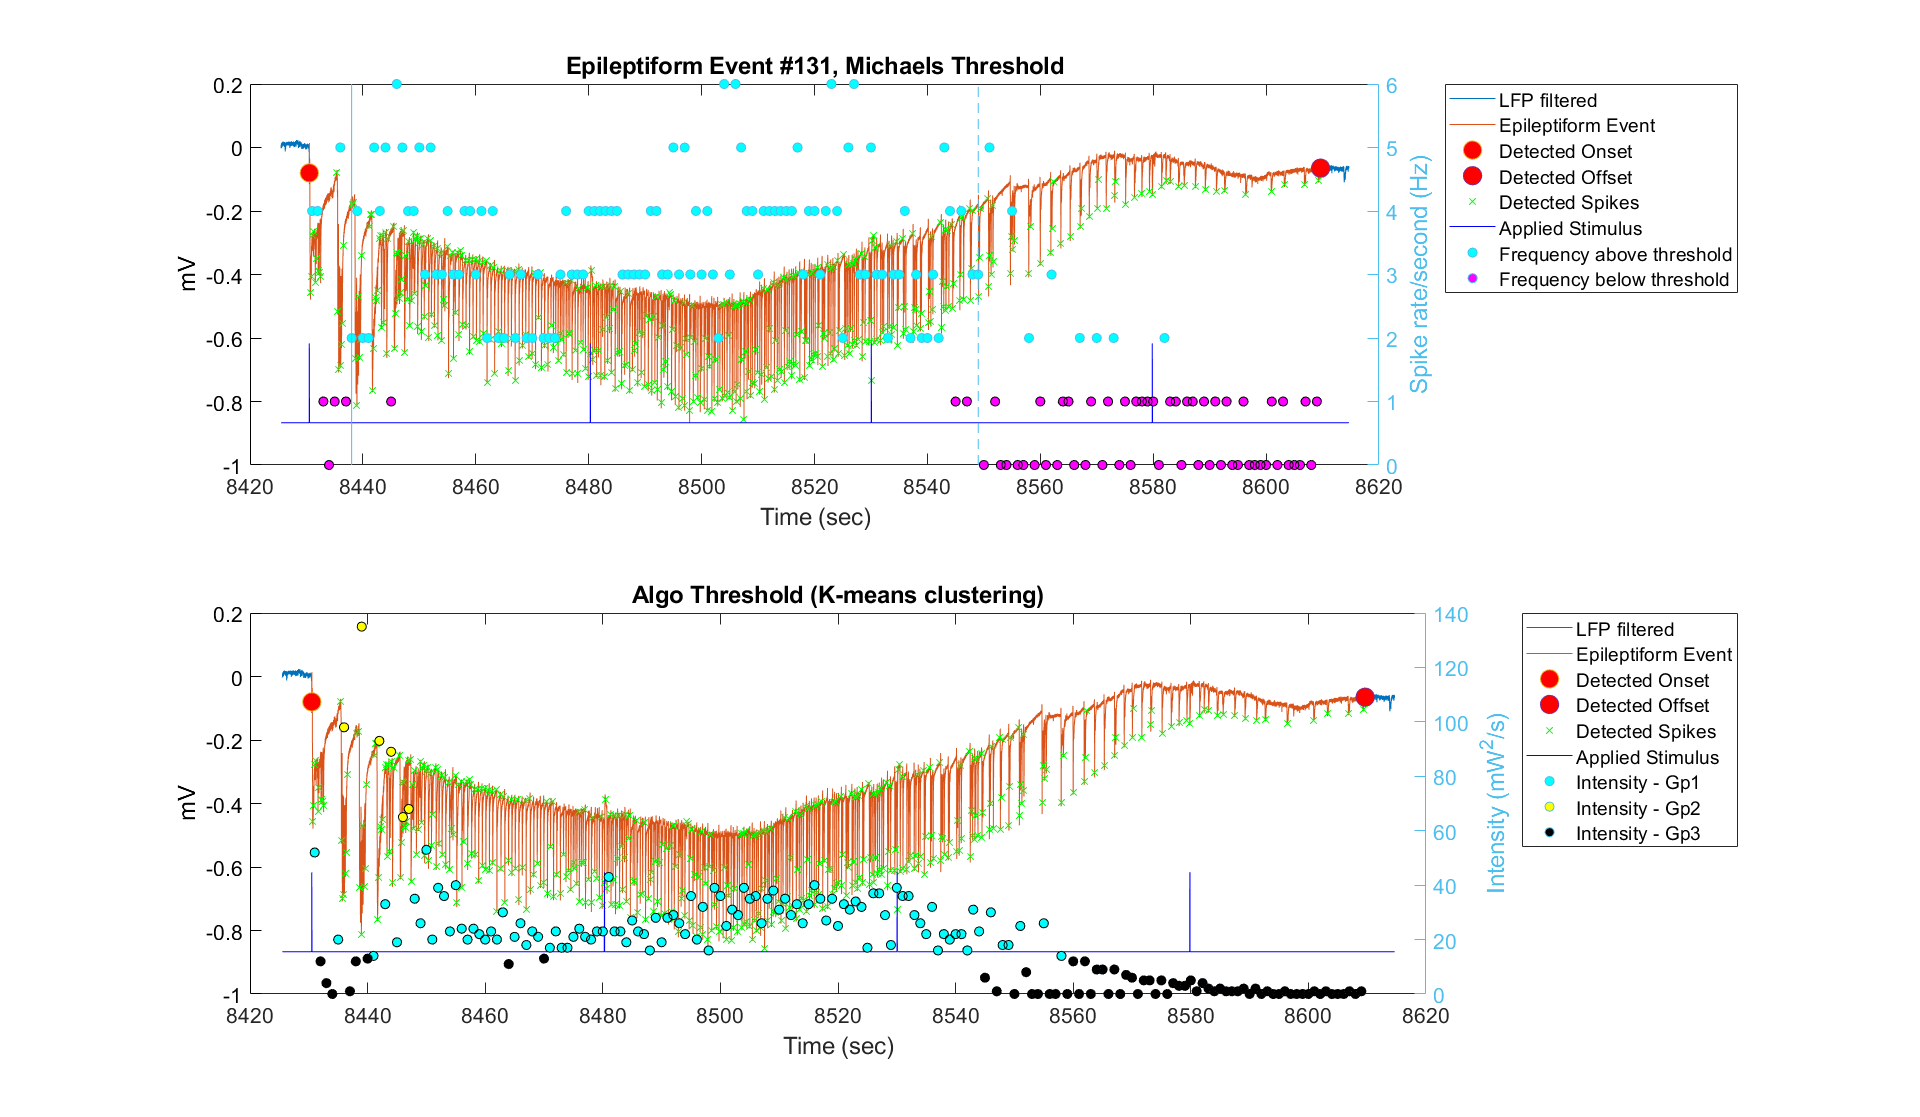 Epileptiform Event #131, Michaels Threshold
0.2
0
-0.2
-0.4
-0.6
-0.8
-1
mV
6
5
4
3
2
1
0
Spike rate/second (Hz)
8420 8440 8460 8480 8500 8520 8540 8560 8580 8600 8620
Time (sec)
LFP filtered
Epileptiform Event
Detected Onset
Detected Offset
Detected Spikes
Applied Stimulus
Frequency above threshold
Frequency below threshold
Algo Threshold (K-means clustering)
0.2
0
-0.2
-0.4
-0.6
-0.8
-1
mV
140
120
100
80
60
40
20
0
Intensity (mW²/s)
8420 8440 8460 8480 8500 8520 8540 8560 8580 8600 8620
Time (sec)
LFP filtered
Epileptiform Event
Detected Onset
Detected Offset
Detected Spikes
Applied Stimulus
Intensity - Gp1
Intensity - Gp2
Intensity - Gp3